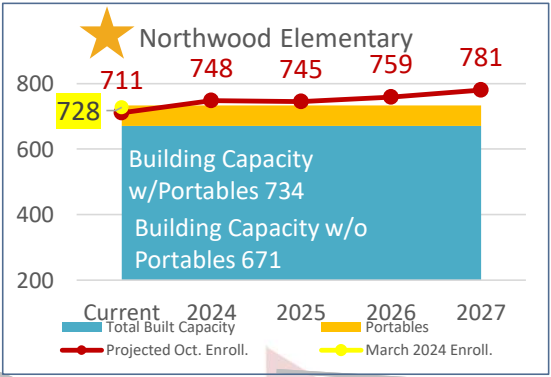 Northwood Elementary
711 748 745 759 781
800
728
600
400
200
Building Capacity
w/Portables 734
Building Capacity w/o
Portables 671
Current 2024 2025 2026 2027
Total Built Capacity Portables
Projected Oct. Enroll. March 2024 Enroll.